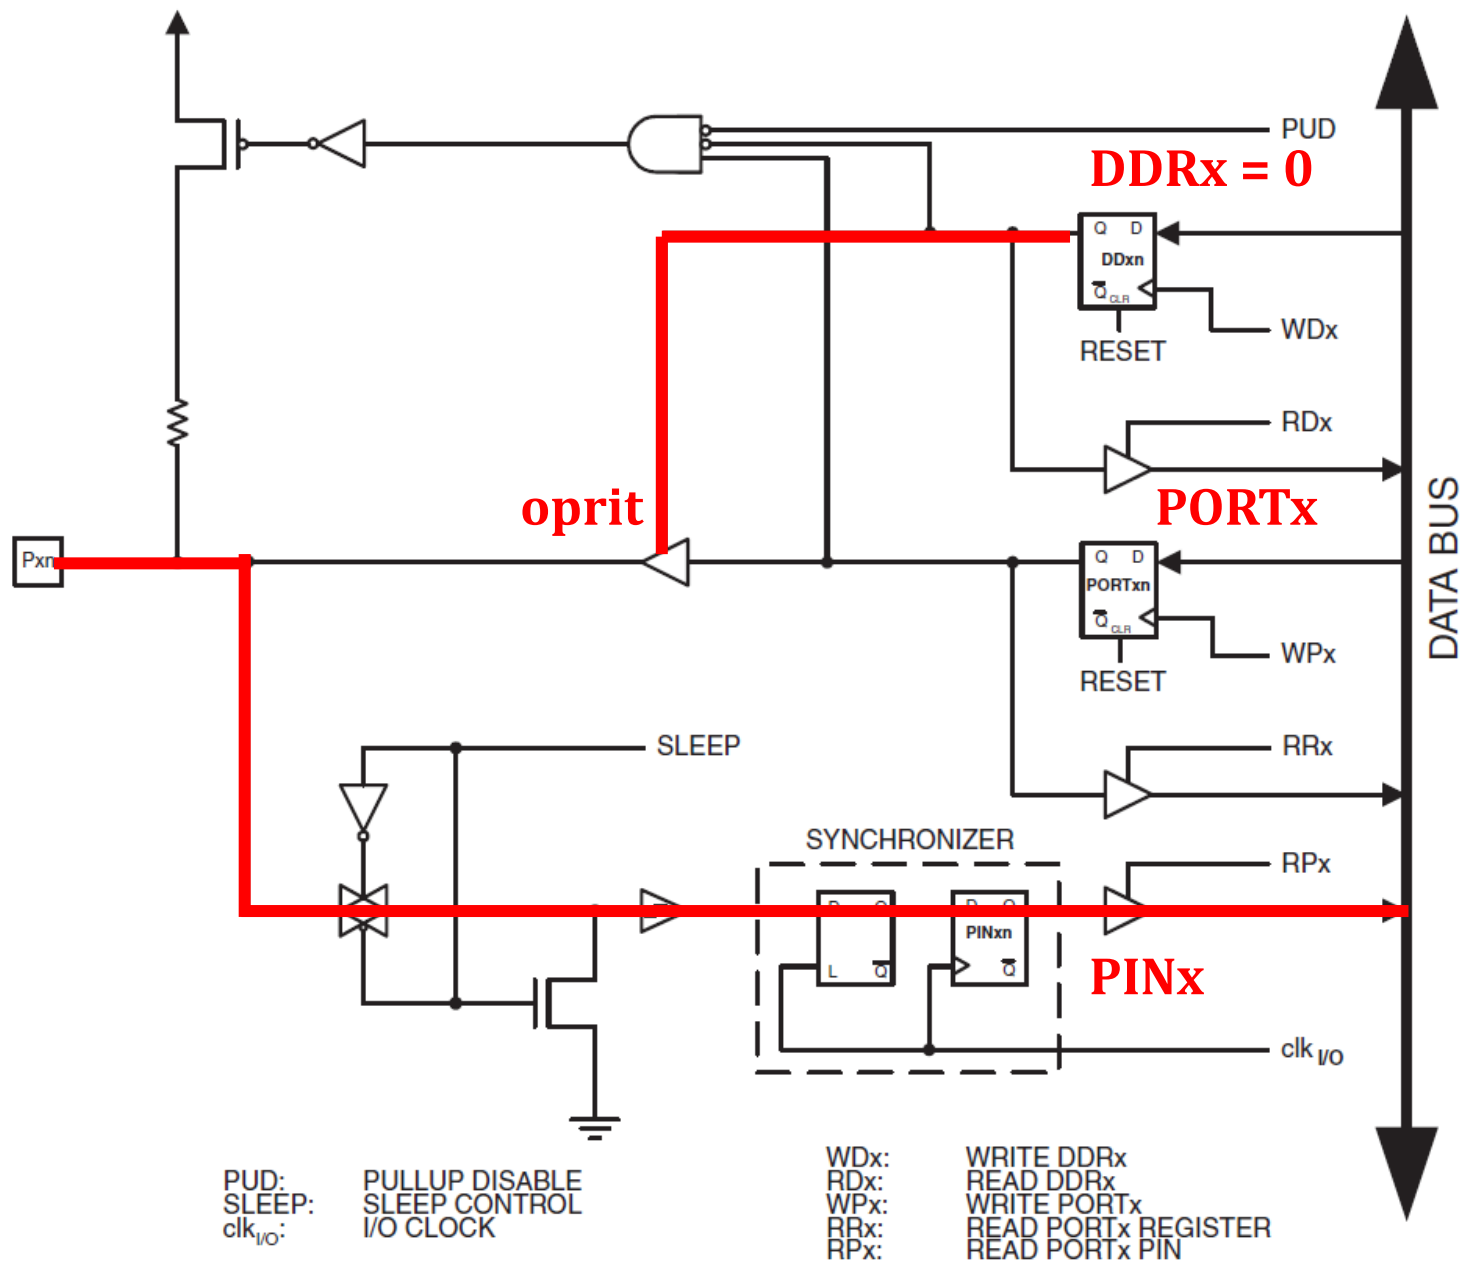 PUD
DDRx = 0
Q D
DDxn
Q CLR
WDx
RESET
RDx
oprit
PORTx
Pxn
Q D
PORTxn
Q CLR
WPx
RESET
DATA BUS
SLEEP
RRx
SYNCHRONIZER
RPx
D Q
D Q
PINxn
L Q
Q
PINx
clk I/O
PUD: PULLUP DISABLE
SLEEP: SLEEP CONTROL
clkI/O: I/O CLOCK
WDx: WRITE DDRx
RDx: READ DDRx
WPx: WRITE PORTx
RRx: READ PORTx REGISTER
RPx: READ PORTx PIN